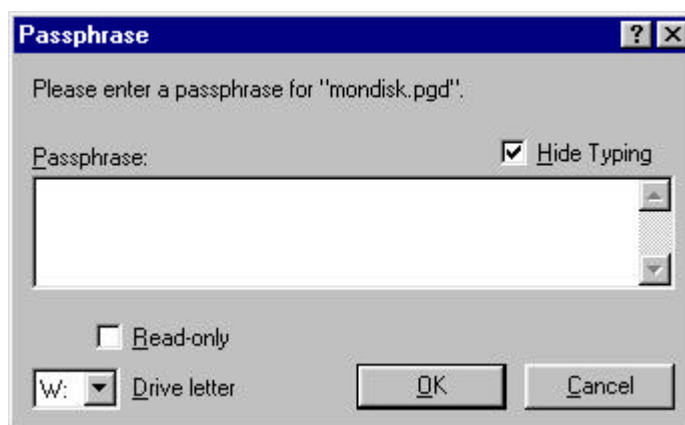 Passphrase
Please enter a passphrase for "mondisk.pgd".
Passphrase: Hide Typing
Read-only
W: Drive letter OK Cancel